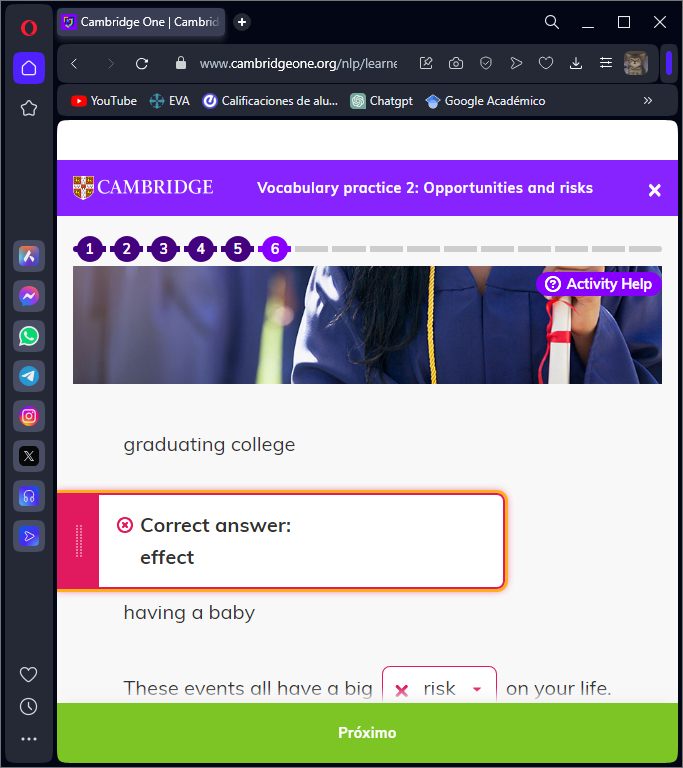 Cambridge One | Cambrid
www.cambridgeone.org/nlp/learne
YouTube
EVA
Calificaciones de alu...
Chatgpt
Google Académico
CAMBRIDGE
Vocabulary practice 2: Opportunities and risks
1 2 3 4 5 6
Activity Help
graduating college
Correct answer:
effect
having a baby
These events all have a big risk on your life.
Próximo